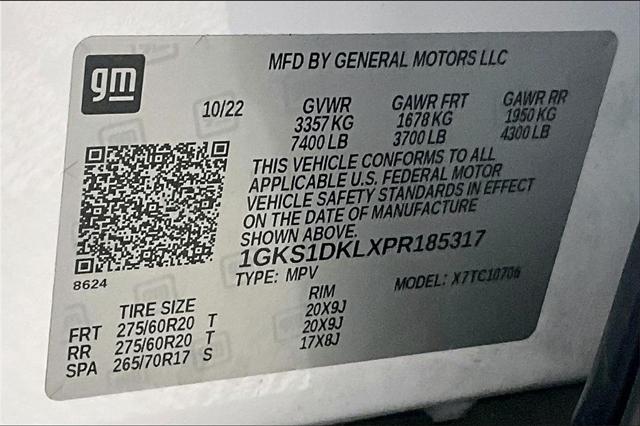 gm
MFD BY GENERAL MOTORS LLC
10/22 GVWR GAWR FRT GAWR RR
3357 KG 1678 KG 1950 KG
7400 LB 3700 LB 4300 LB
THIS VEHICLE CONFORMS TO ALL
APPLICABLE U.S. FEDERAL MOTOR
VEHICLE SAFETY STANDARDS IN EFFECT
ON THE DATE OF MANUFACTURE
SHOWN ABOVE.
1GKS1DKLXPR185317
8624 TYPE: MPV MODEL: X7TC10706
TIRE SIZE RIM
FRT 275/60R20 T 20X9J
RR 275/60R20 T 20X9J
SPA 265/70R17 S 17X8J